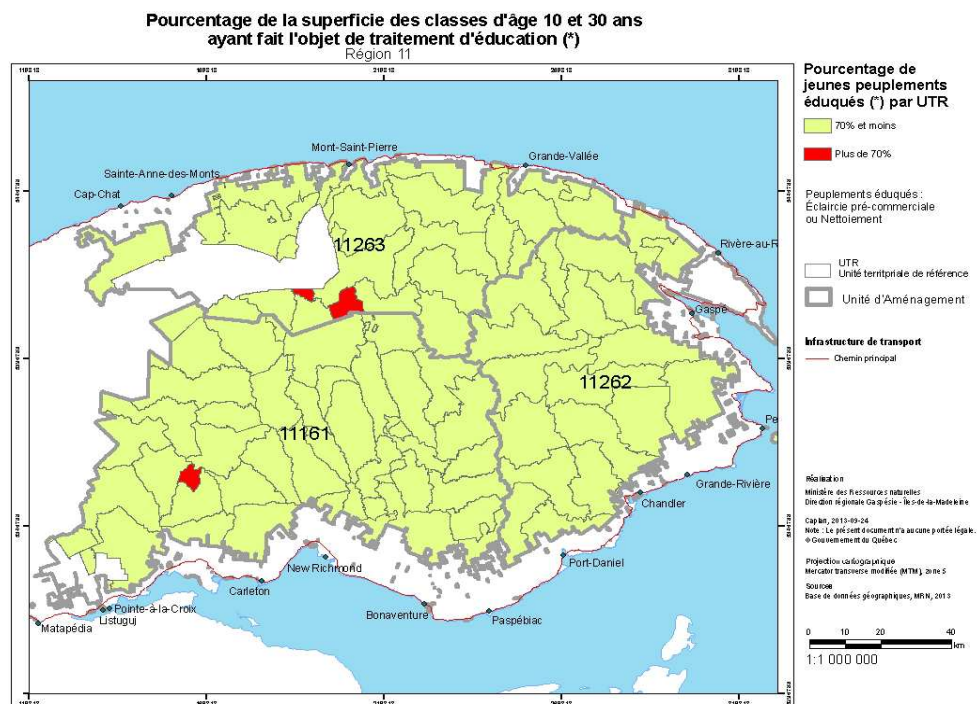 Pourcentage de la superficie des classes d'âge 10 et 30 ans
ayant fait l'objet de traitement d'éducation (*)
Région 11
Pourcentage de
jeunes peuplements
éduqués (*) par UTR
70% et moins
Plus de 70%
Peuplements éduqués :
Éclaircie pré-commerciale
ou Nettoiement
UTR
Unité territpriale de référence
Unité d'Aménagement
Infrastructure de transport
Chemin principal
Mont-Saint-Pierre
Grande-Vallée
Sainte-Anne-des-Monts
Cap-Chat
11263
Rivère-au-R
Gaspé
11262
11161
Pe
Grande-Rivière
Chandler
New Richmond
Port-Daniel
Carleton
Bonaventure
Paspébiac
Pointe-à-la-Croix
Listuguj
Matapédia
Réalisation
Ministère des Ressources naturelles
Direction régionale Gaspésie - Îles-de-la-Madeleine
Caplan, 2013-09-24
Note : Le présent document n'a aucune portée légale.
© Gouvernement du Québec
Projection cartographique
Mercator transverse modifiée (MTM), zone 5
Sources
Base de données géographiques, MRN, 2013
0 10 20 40
km
1:1 000 000